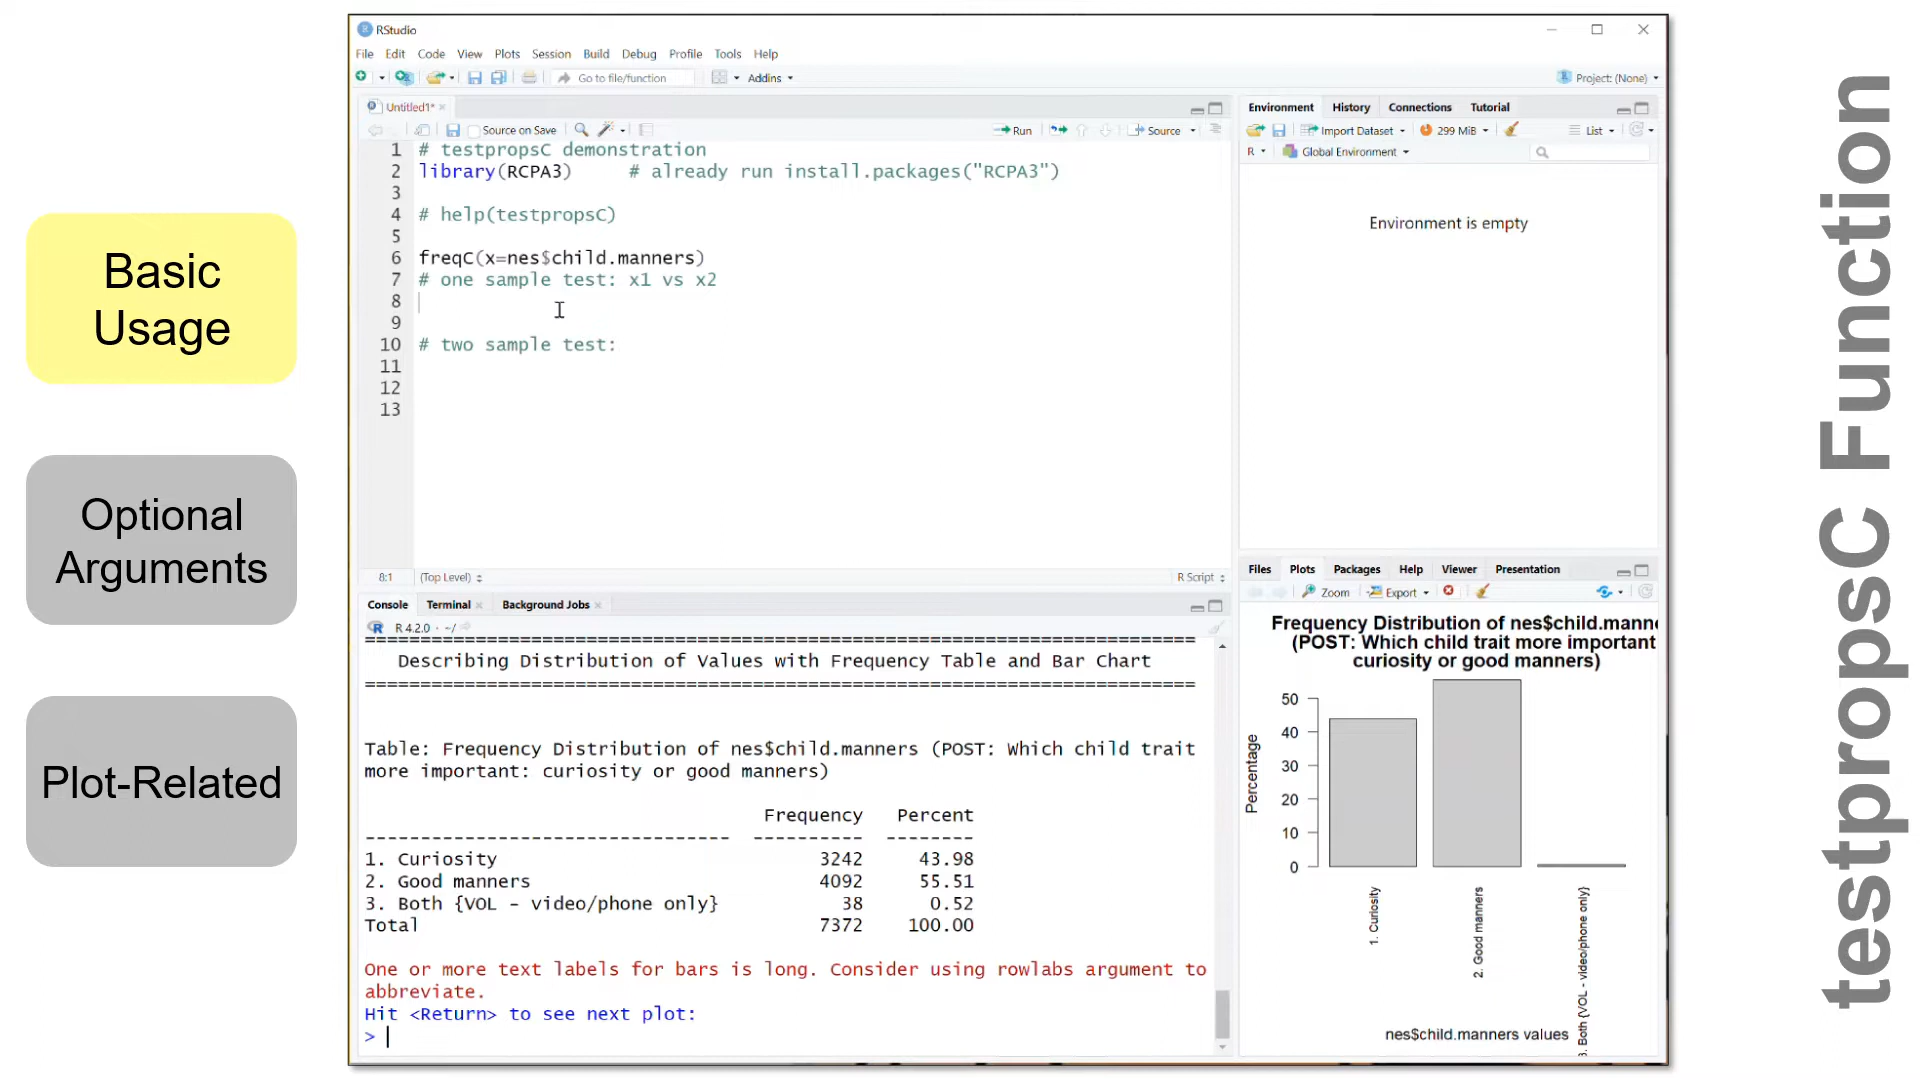 Basic
Usage
Optional
Arguments
Plot-Related
RStudio
File Edit Code View Plots Session Build Debug Profile Tools Help
Go to file/function Addins Project: (None)
Untitled1*
Source on Save Run Source
1 # testpropsC demonstration
2 library(RCPA3)     # already run install.packages("RCPA3")
3
4 # help(testpropsC)
5
6 freqC(x=nes$child.manners)
7 # one sample test: x1 vs x2
8
9
10 # two sample test:
11
12
13
8:1 (Top Level) R Script
Console Terminal Background Jobs
R 4.2.0 · ~/
================================================================================
Describing Distribution of Values with Frequency Table and Bar Chart
================================================================================
Table: Frequency Distribution of nes$child.manners (POST: Which child trait
more important: curiosity or good manners)
Frequency Percent
--------------------------------- ---------- --------
1. Curiosity 3242 43.98
2. Good manners 4092 55.51
3. Both {VOL - video/phone only} 38 0.52
Total 7372 100.00
One or more text labels for bars is long. Consider using rowlabs argument to
abbreviate.
Hit <Return> to see next plot:
>
Environment History Connections Tutorial
Import Dataset 299 MiB List
R Global Environment
Environment is empty
Files Plots Packages Help Viewer Presentation
Zoom Export
Frequency Distribution of nes$child.manne
(POST: Which child trait more important
curiosity or good manners)
Percentage
50
40
30
20
10
0
1. Curiosity
2. Good manners
3. Both {VOL - video/phone only}
nes$child.manners values
testpropsC Function